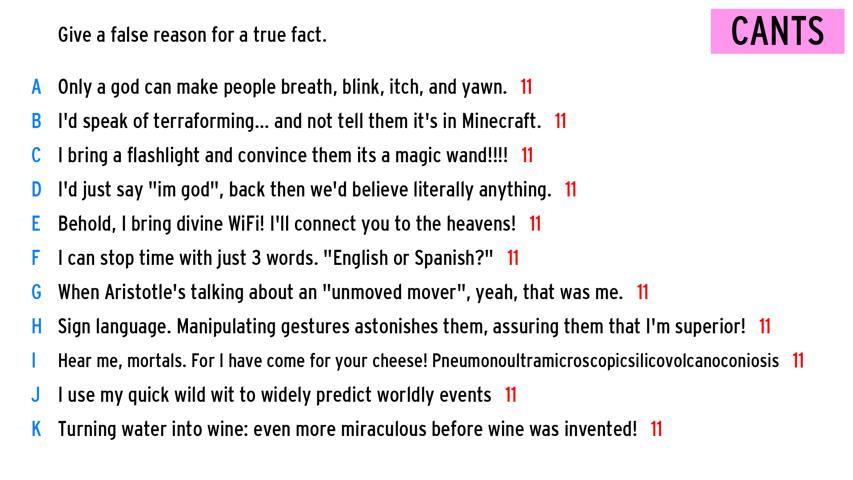 Give a false reason for a true fact.
CANTS
A Only a god can make people breath, blink, itch, and yawn. 11
B I'd speak of terraforming... and not tell them it's in Minecraft. 11
C I bring a flashlight and convince them its a magic wand!!!! 11
D I'd just say "im god", back then we'd believe literally anything. 11
E Behold, I bring divine WiFi! I'll connect you to the heavens! 11
F I can stop time with just 3 words. "English or Spanish?" 11
G When Aristotle's talking about an "unmoved mover", yeah, that was me. 11
H Sign language. Manipulating gestures astonishes them, assuring them that I'm superior! 11
I Hear me, mortals. For I have come for your cheese! Pneumonoultramicroscopicsilicovolcanoconiosis 11
J I use my quick wild wit to widely predict worldly events 11
K Turning water into wine: even more miraculous before wine was invented! 11